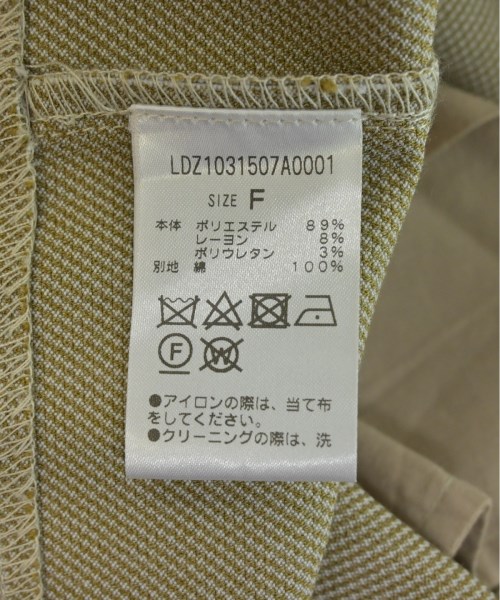 LDZ1031507A0001
SIZE F
本体 ポリエステル 89%
レーヨン 8%
ポリウレタン 3%
別地 綿 100%
F W
●アイロンの際は、当て布
をしてください。
●クリーニングの際は、洗